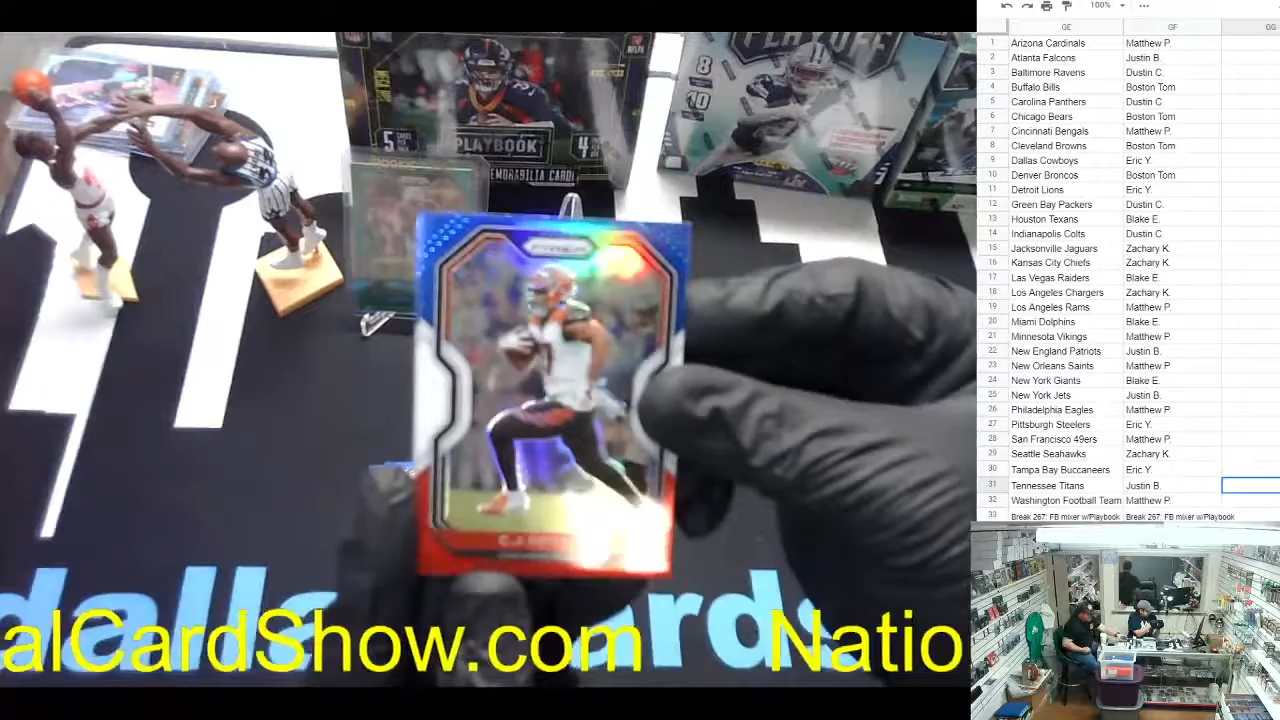 100%
GE GF GG
1 Arizona Cardinals Matthew P.
2 Atlanta Falcons Justin B.
3 Baltimore Ravens Dustin C.
4 Buffalo Bills Boston Tom
5 Carolina Panthers Dustin C.
6 Chicago Bears Boston Tom
7 Cincinnati Bengals Matthew P.
8 Cleveland Browns Boston Tom
9 Dallas Cowboys Eric Y.
10 Denver Broncos Boston Tom
11 Detroit Lions Eric Y.
12 Green Bay Packers Dustin C.
13 Houston Texans Blake E.
14 Indianapolis Colts Dustin C.
15 Jacksonville Jaguars Zachary K.
16 Kansas City Chiefs Zachary K.
17 Las Vegas Raiders Blake E.
18 Los Angeles Chargers Zachary K.
19 Los Angeles Rams Matthew P.
20 Miami Dolphins Blake E.
21 Minnesota Vikings Matthew P.
22 New England Patriots Justin B.
23 New Orleans Saints Matthew P
24 New York Giants Blake E.
25 New York Jets Justin B.
26 Philadelphia Eagles Matthew P
27 Pittsburgh Steelers Eric Y.
28 San Francisco 49ers Matthew P.
29 Seattle Seahawks Zachary K.
30 Tampa Bay Buccaneers Eric Y.
31 Tennessee Titans Justin B.
32 Washington Football Team Matthew P.
33 Break 267: FB mixer w/Playbook Break 267: FB mixer w/Playbook
PLAYOFF
8
10
5
PLAYBOOK
4
MEMORABILIA CARD
C.J.
dalls ards
alCardShow.com Natio